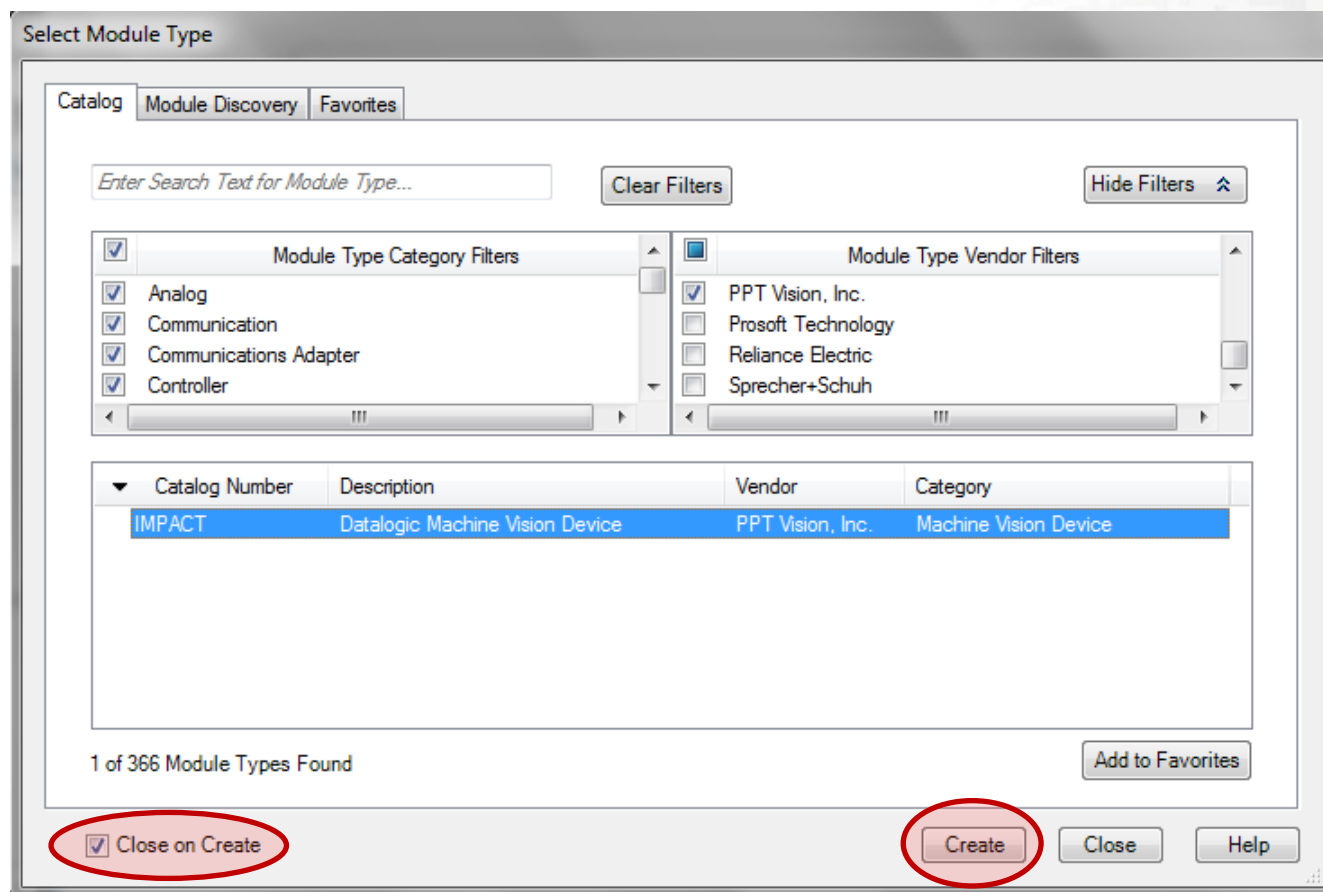 Select Module Type
Catalog Module Discovery Favorites
Enter Search Text for Module Type... Clear Filters Hide Filters
Module Type Category Filters Module Type Vendor Filters
Analog PPT Vision, Inc.
Communication Prosoft Technology
Communications Adapter Reliance Electric
Controller Sprecher+Schuh
Catalog Number Description Vendor Category
IMPACT Datalogic Machine Vision Device PPT Vision, Inc. Machine Vision Device
1 of 366 Module Types Found Add to Favorites
Close on Create Create Close Help